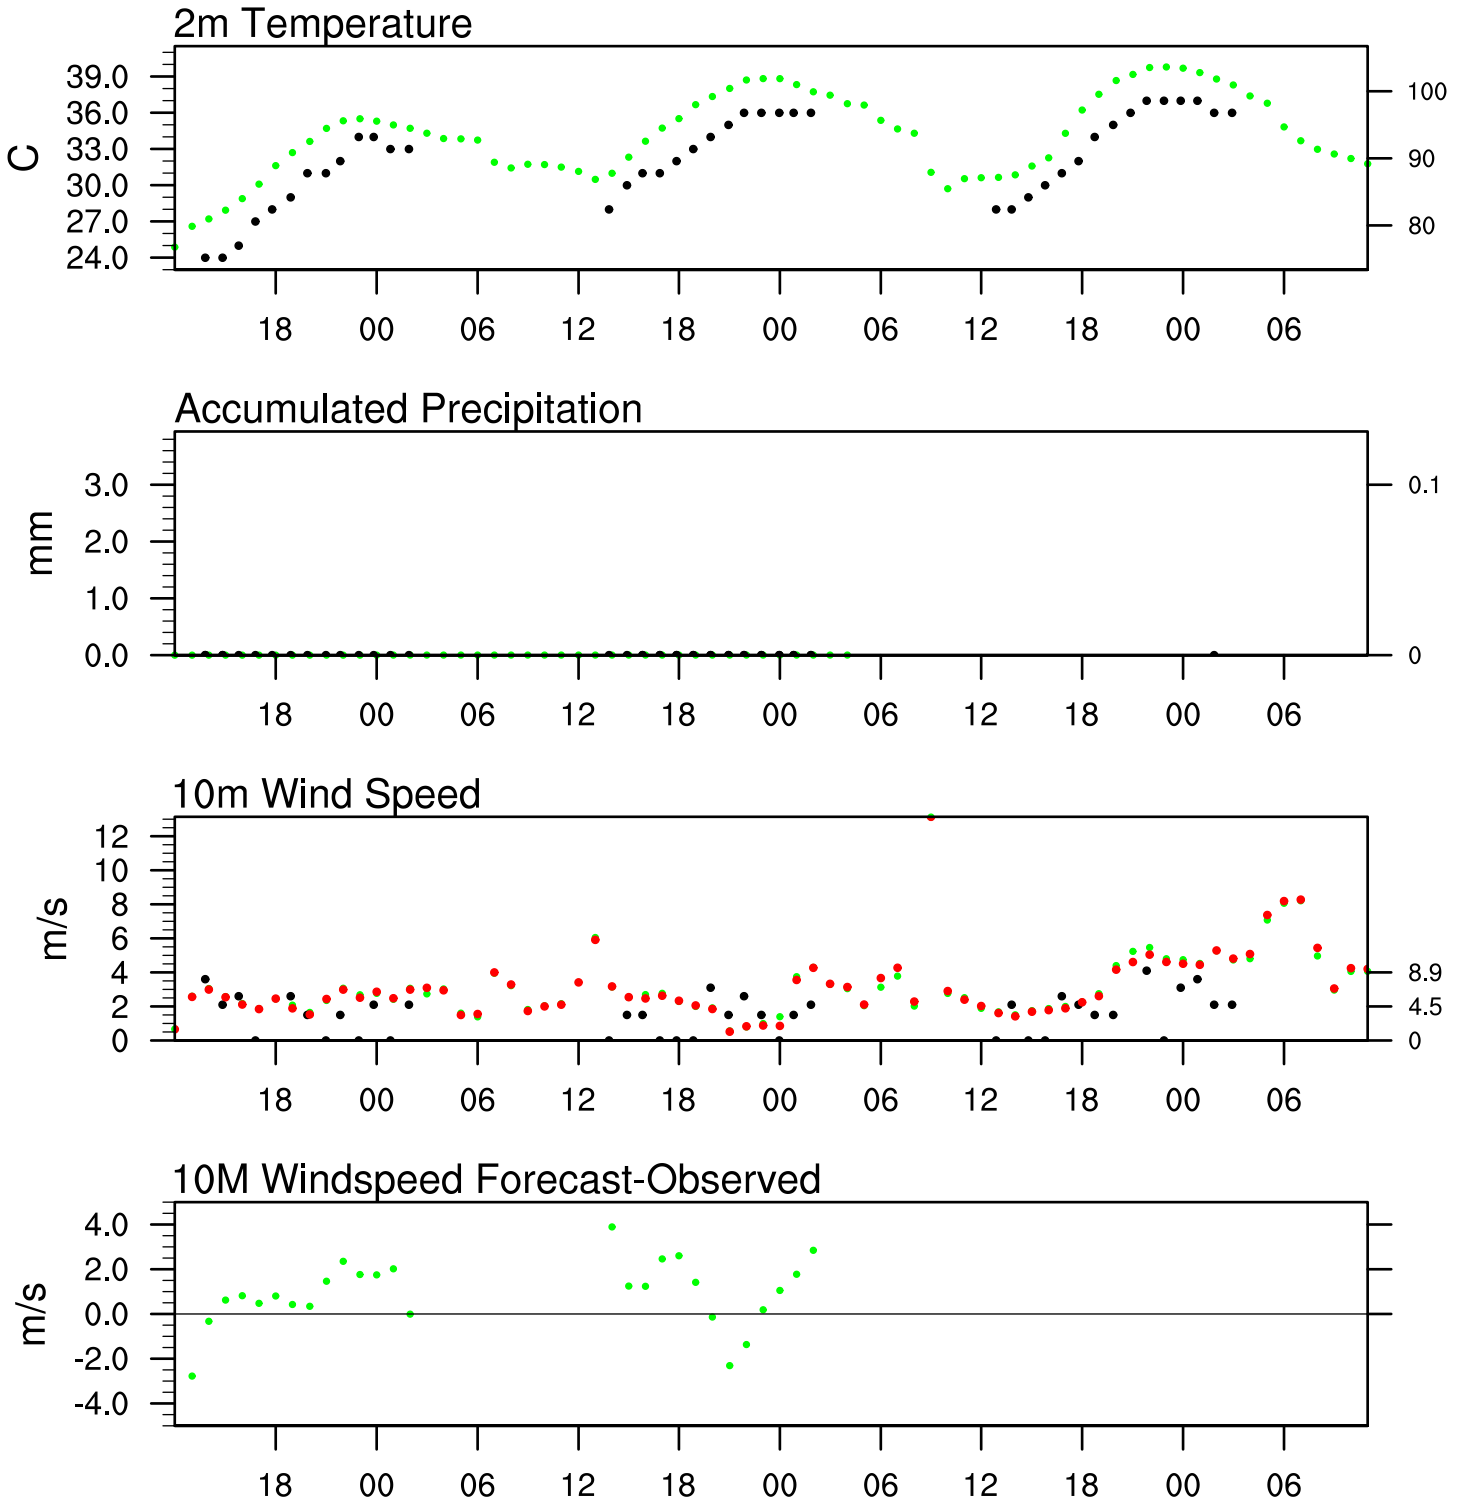 2m Temperature
39.0
36.0
33.0
30.0
27.0
24.0
C
100
90
80
18 00 06 12 18 00 06 12 18 00 06
Accumulated Precipitation
3.0
2.0
1.0
0.0
mm
0.1
0
18 00 06 12 18 00 06 12 18 00 06
10m Wind Speed
12
10
8
6
4
2
0
m/s
8.9
4.5
0
18 00 06 12 18 00 06 12 18 00 06
10M Windspeed Forecast-Observed
4.0
2.0
0.0
-2.0
-4.0
m/s
18 00 06 12 18 00 06 12 18 00 06